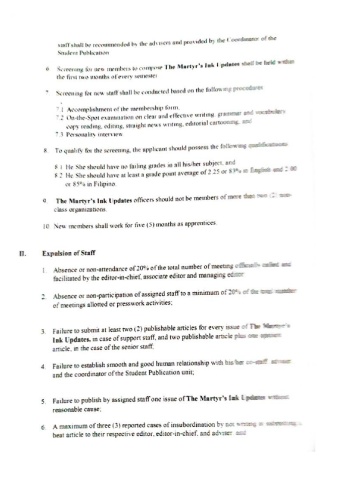 staff shall be recommended by the advisers and provided by the Coordinator of the
Student Publication
6 Screening for new members to compose The Martyr's Ink Updates shall be held within
the first two months of every semester
7 Screening for new staff shall be conducted based on the following procedures
7.1 Accomplishment of the membership form,
7.2 On-the-Spot examination on clear and effective writing, grammar and vocabulary
copy reading, editing, straight news writing, editorial cartooning, and
7.3 Personality interview
8. To qualify for the screening, the applicant should possess the following qualifications
8.1 He She should have no failing grades in all his/her subject, and
8.2 He She should have at least a grade point average of 2.25 or 83% in English and 2.00
or 85% in Filipino.
9. The Martyr's Ink Updates officers should not be members of more than two (2) non-
class organizations.
10. New members shall work for five (5) months as apprentices.
II. Expulsion of Staff
1. Absence or non-attendance of 20% of the total number of meeting officially called and
facilitated by the editor-in-chief, associate editor and managing editor
2. Absence or non-participation of assigned staff to a minimum of 20% of the total number
of meetings allotted or presswork activities;
3. Failure to submit at least two (2) publishable articles for every issue of The Martyr's
Ink Updates, in case of support staff, and two publishable article plus one opinion
article, in the case of the senior staff.
4. Failure to establish smooth and good human relationship with his/her co-staff adviser
and the coordinator of the Student Publication unit;
5. Failure to publish by assigned staff one issue of The Martyr's Ink Updates without
reasonable cause;
6. A maximum of three (3) reported cases of insubordination by not writing or submitting
beat article to their respective editor, editor-in-chief, and adviser and